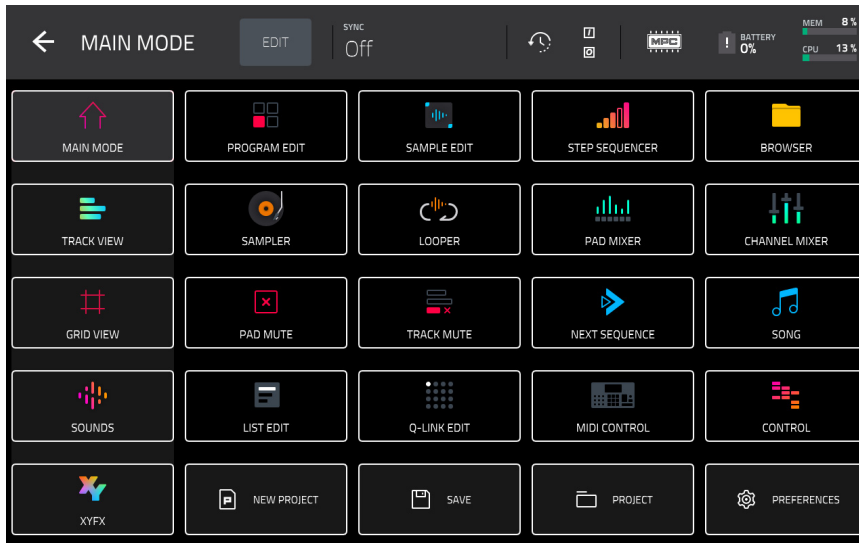 MAIN MODE
EDIT
SYNC
Off
I
O
MPC
!
BATTERY
0%
MEM 8%
CPU 13%
MAIN MODE
PROGRAM EDIT
SAMPLE EDIT
STEP SEQUENCER
BROWSER
TRACK VIEW
SAMPLER
LOOPER
PAD MIXER
CHANNEL MIXER
GRID VIEW
PAD MUTE
TRACK MUTE
NEXT SEQUENCE
SONG
SOUNDS
LIST EDIT
Q-LINK EDIT
MIDI CONTROL
CONTROL
XY
XYFX
P
NEW PROJECT
SAVE
PROJECT
PREFERENCES